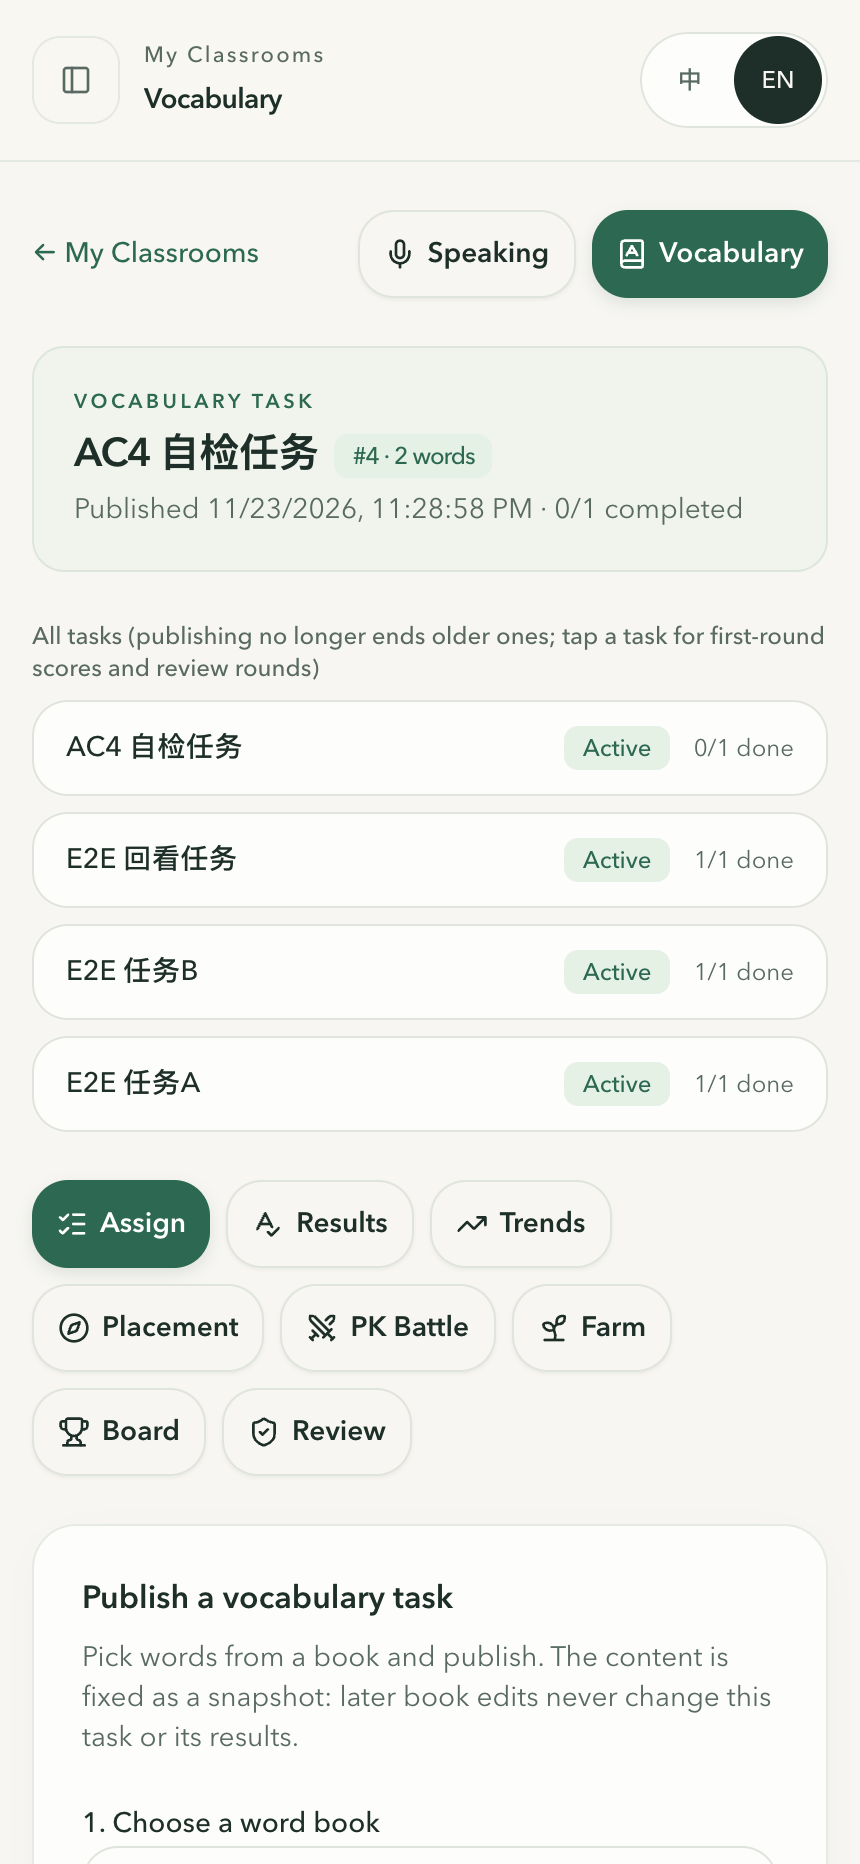 My Classrooms
Vocabulary
中
EN
← My Classrooms
Speaking
Vocabulary
VOCABULARY TASK
AC4 自检任务
#4 · 2 words
Published 11/23/2026, 11:28:58 PM · 0/1 completed
All tasks (publishing no longer ends older ones; tap a task for first-round
scores and review rounds)
AC4 自检任务
Active
0/1 done
E2E 回看任务
Active
1/1 done
E2E 任务B
Active
1/1 done
E2E 任务A
Active
1/1 done
Assign
Results
Trends
Placement
PK Battle
Farm
Board
Review
Publish a vocabulary task
Pick words from a book and publish. The content is
fixed as a snapshot: later book edits never change this
task or its results.
1. Choose a word book